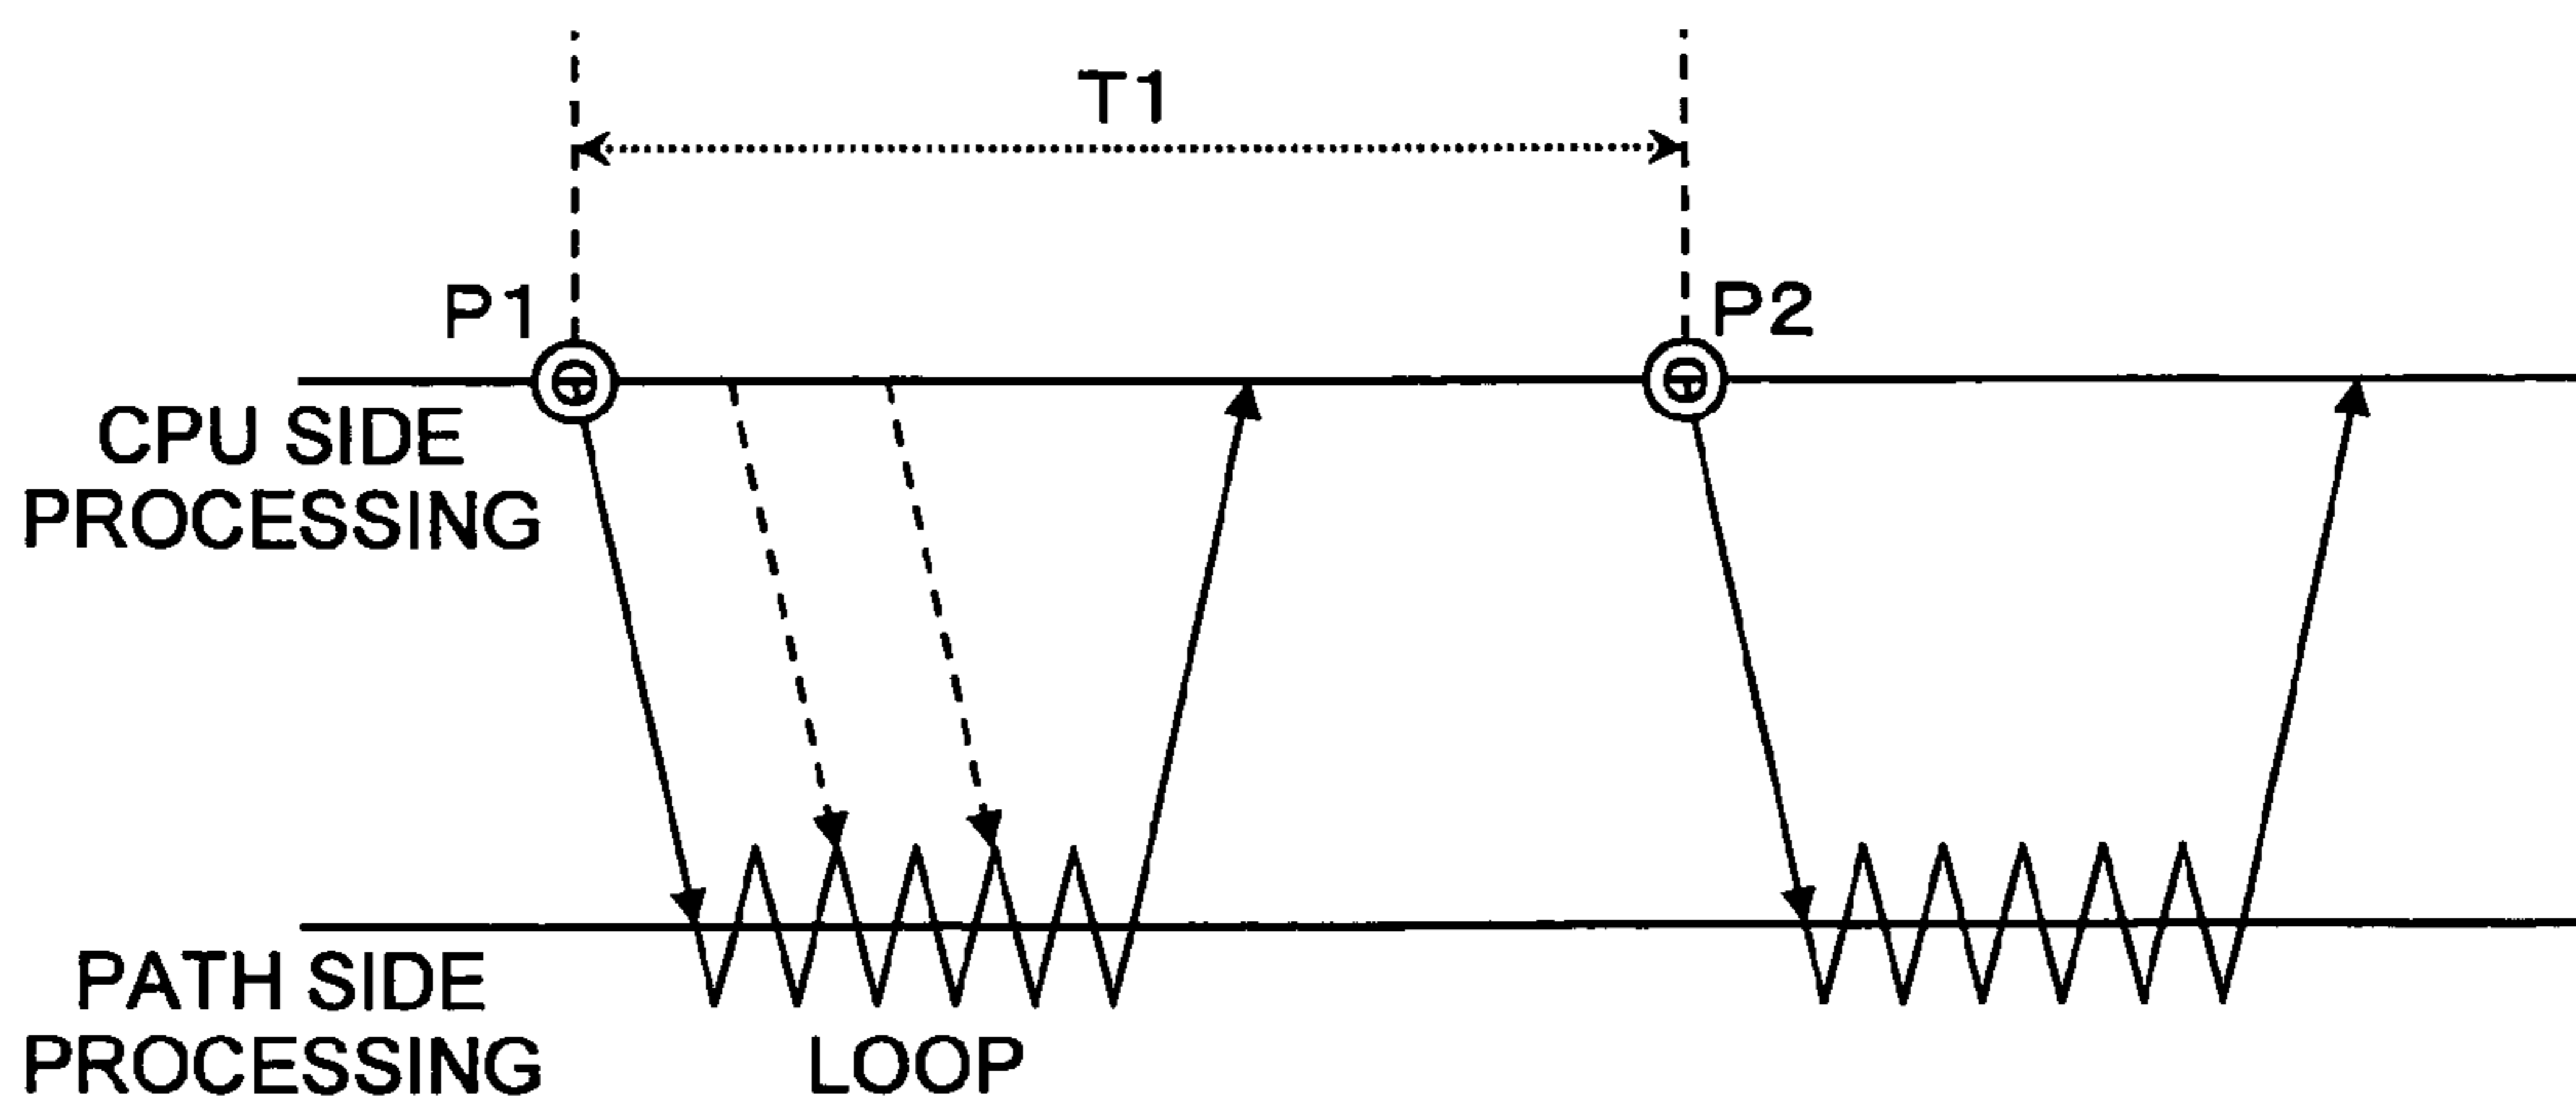 T1
P1
P2
CPU SIDE
PROCESSING
PATH SIDE
PROCESSING
LOOP